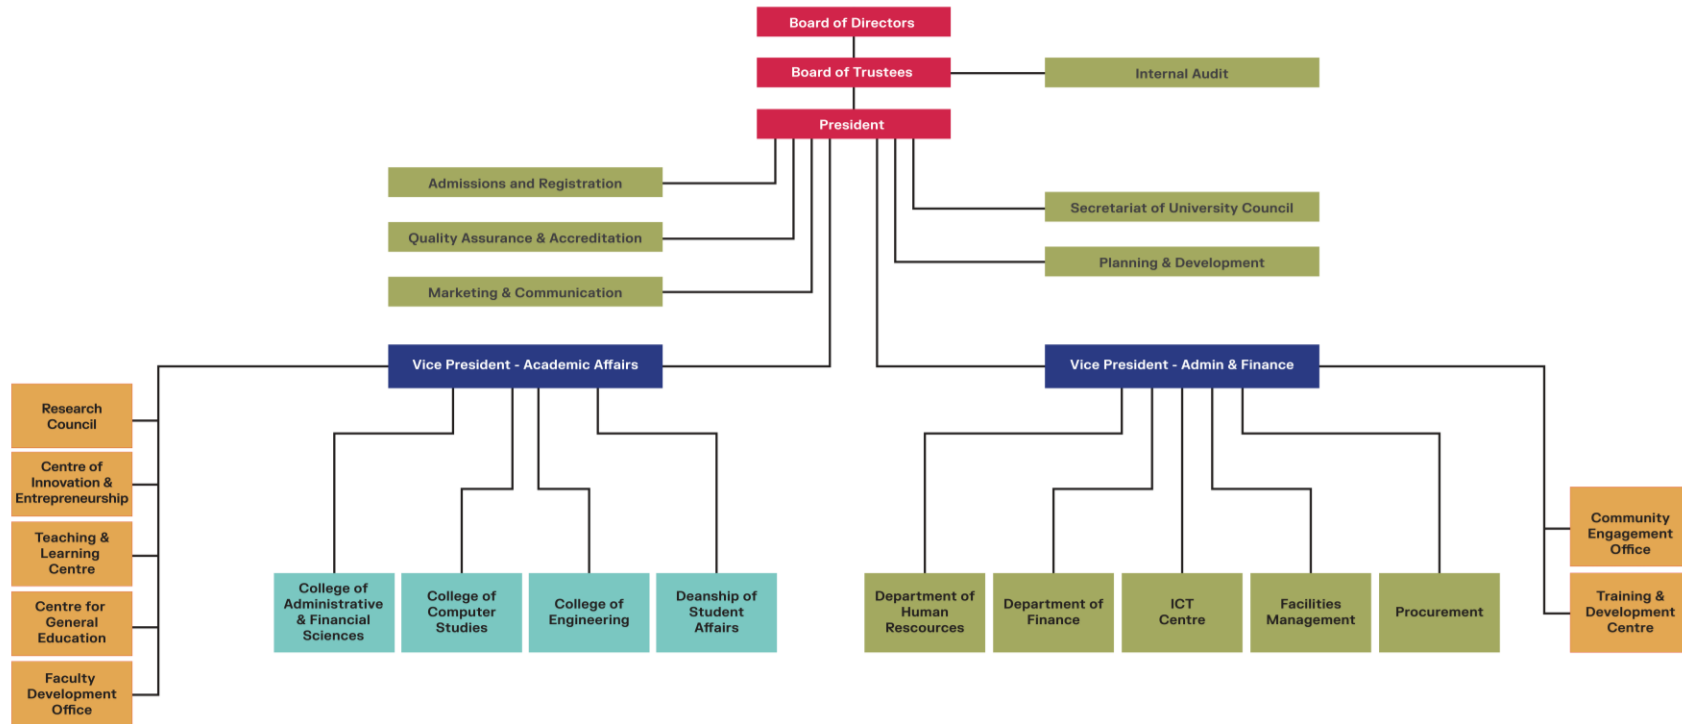 Board of Directors
Board of Trustees
Internal Audit
President
Admissions and Registration
Secretariat of University Council
Quality Assurance & Accreditation
Planning & Development
Marketing & Communication
Vice President - Academic Affairs
Vice President - Admin & Finance
Research
Council
Centre of
Innovation &
Entrepreneurship
Teaching &
Learning
Centre
Centre for
General
Education
Faculty
Development
Office
College of
Administrative
& Financial
Sciences
College of
Computer
Studies
College of
Engineering
Deanship of
Student
Affairs
Department of
Human
Rescources
Department of
Finance
ICT
Centre
Facilities
Management
Procurement
Community
Engagement
Office
Training &
Development
Centre